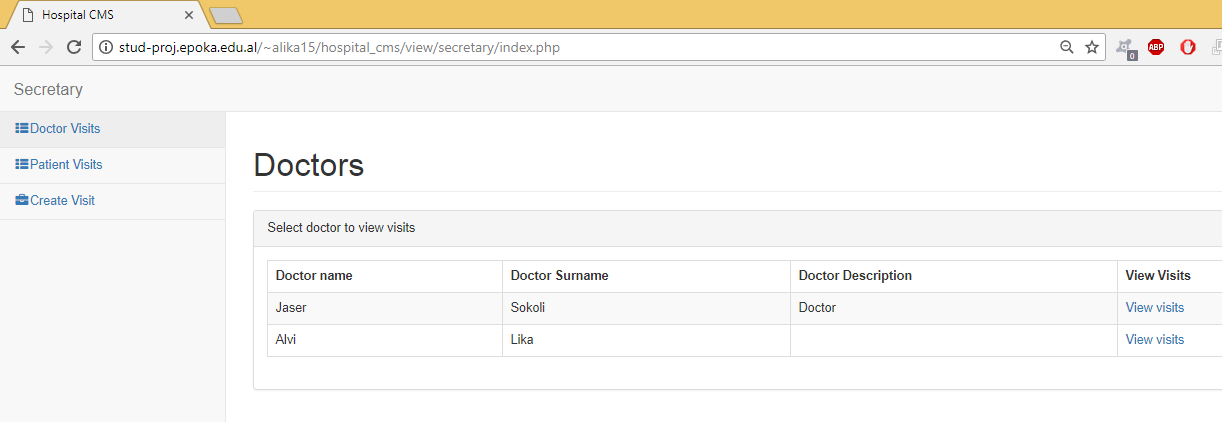 Hospital CMS
stud-proj.epoka.edu.al/~alika15/hospital_cms/view/secretary/index.php
ABP
0
Secretary
Doctor Visits
Patient Visits
Create Visit
Doctors
Select doctor to view visits
Doctor name Doctor Surname Doctor Description View Visits
Jaser Sokoli Doctor View visits
Alvi Lika View visits